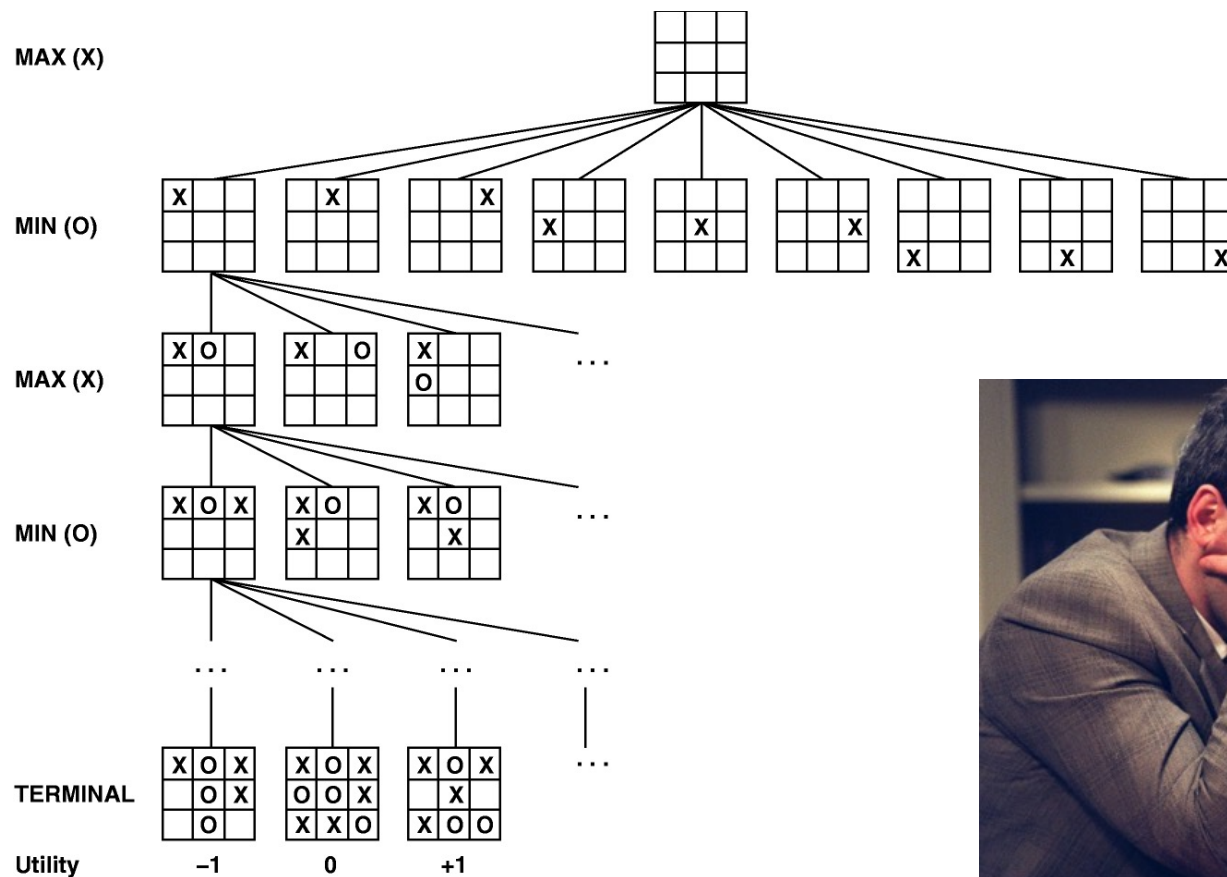 MAX (X)
X X X X X X X X X
MIN (O)
X O X O X
O
...
MAX (X)
X O X X O X O
X X
...
MIN (O)
... ... ... ...
X O X X O X X O X
...
O X O O X X
TERMINAL
O X X O X O O
Utility –1 0 +1